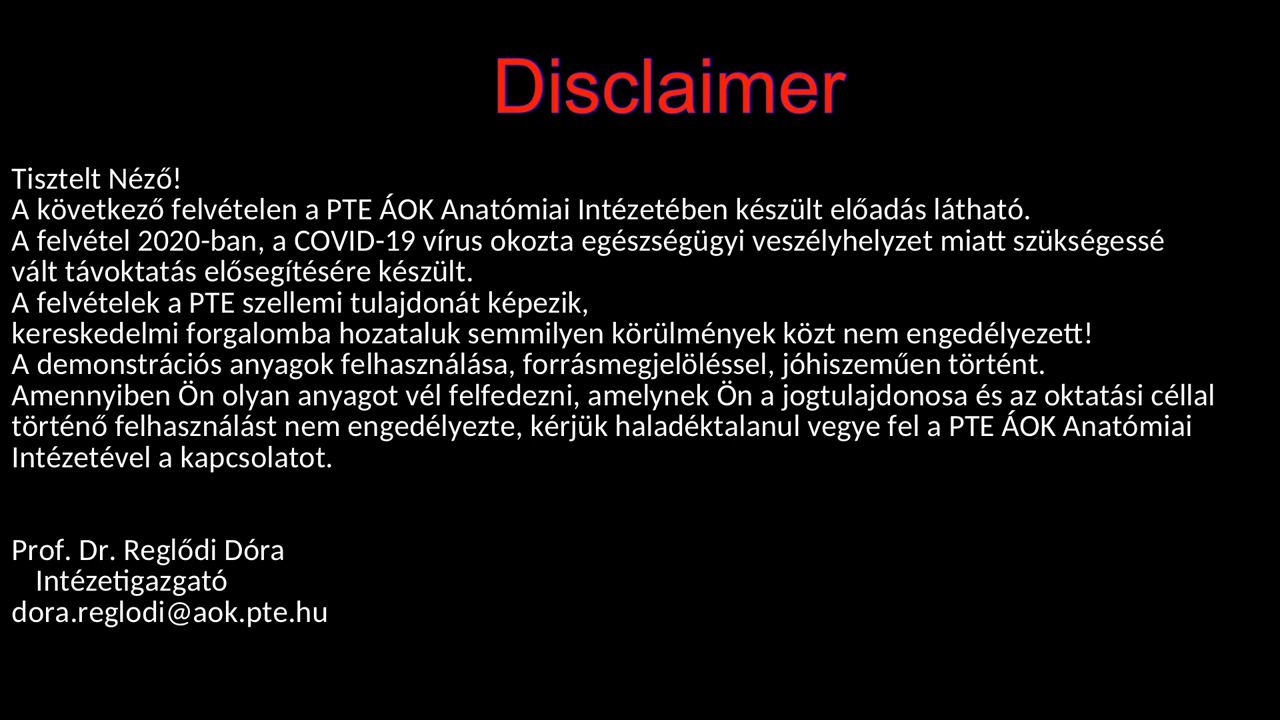 Disclaimer
Tisztelt Néző!
A következő felvételen a PTE ÁOK Anatómiai Intézetében készült előadás látható.
A felvétel 2020-ban, a COVID-19 vírus okozta egészségügyi veszélyhelyzet miatt szükségessé
vált távoktatás elősegítésére készült.
A felvételek a PTE szellemi tulajdonát képezik,
kereskedelmi forgalomba hozataluk semmilyen körülmények közt nem engedélyezett!
A demonstrációs anyagok felhasználása, forrásmegjelöléssel, jóhiszeműen történt.
Amennyiben Ön olyan anyagot vél felfedezni, amelynek Ön a jogtulajdonosa és az oktatási céllal
történő felhasználást nem engedélyezte, kérjük haladéktalanul vegye fel a PTE ÁOK Anatómiai
Intézetével a kapcsolatot.
Prof. Dr. Reglődi Dóra
Intézetigazgató
dora.reglodi@aok.pte.hu